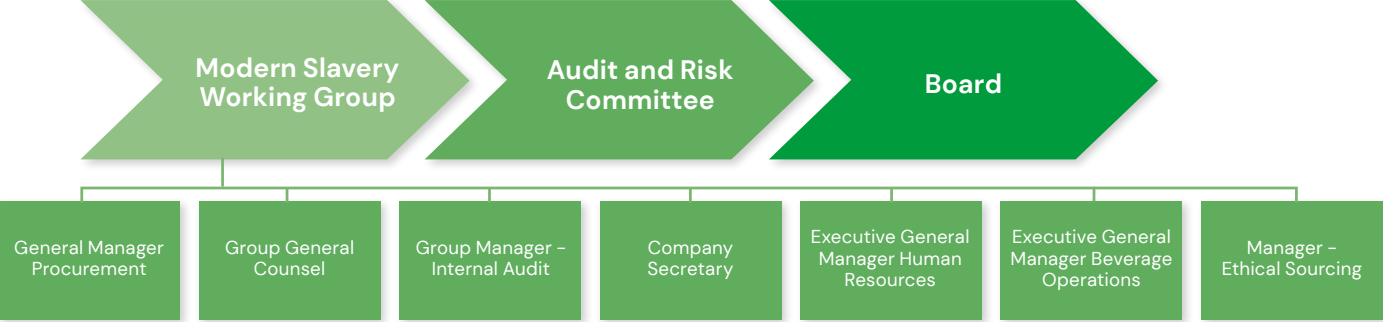 Modern Slavery
Working Group
Audit and Risk
Committee
Board
General Manager
Procurement
Group General
Counsel
Group Manager –
Internal Audit
Company
Secretary
Executive General
Manager Human
Resources
Executive General
Manager Beverage
Operations
Manager –
Ethical Sourcing